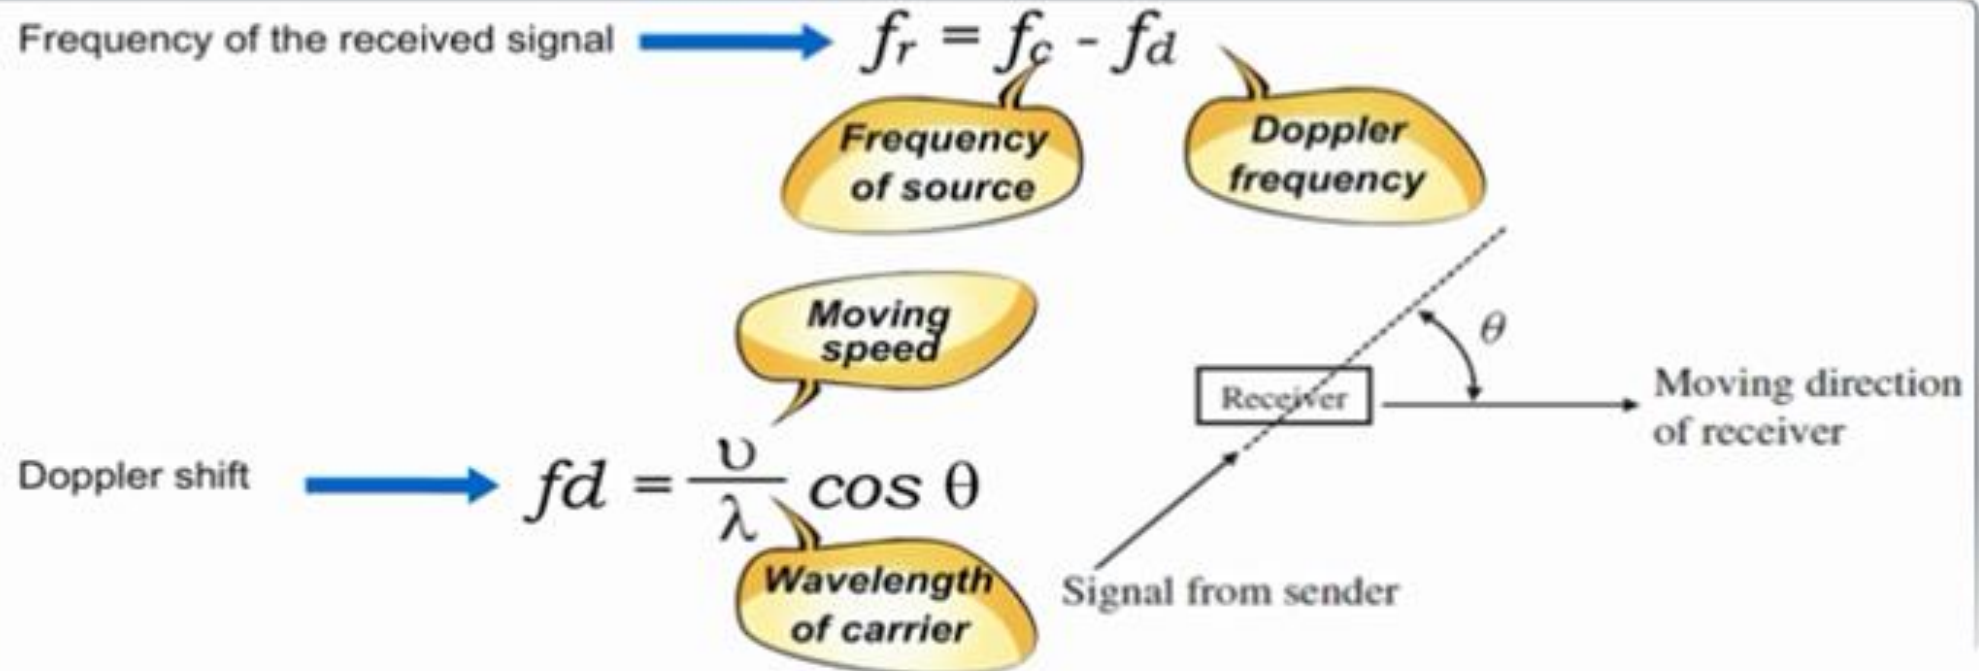 Frequency of the received signal
fr = fc - fd
Frequency
of source
Doppler
frequency
Moving
speed
θ
Receiver
Moving direction
of receiver
Doppler shift
fd = υ/λ cos θ
Wavelength
of carrier
Signal from sender